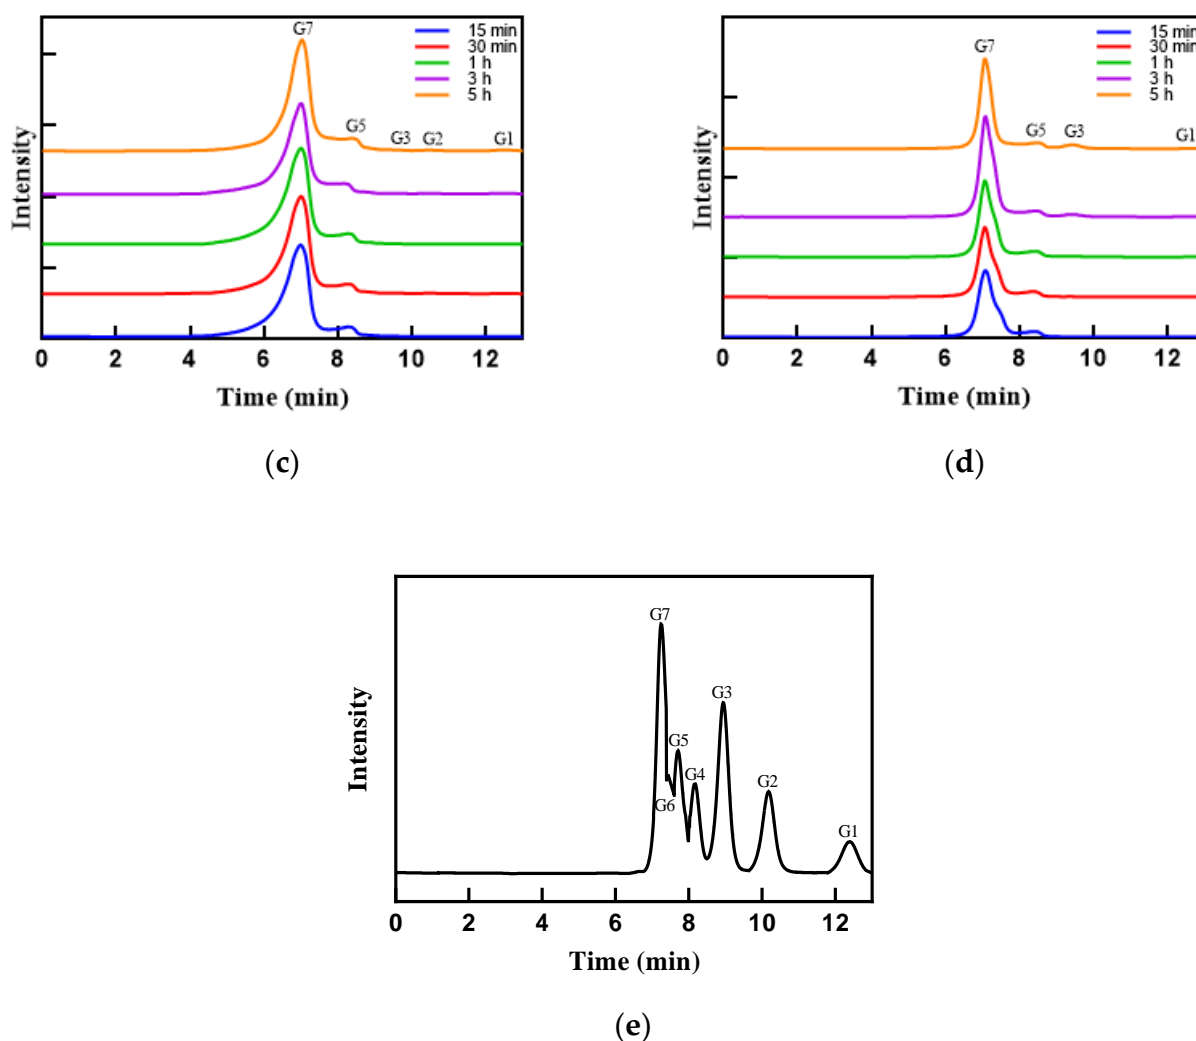 G7
15 min
30 min
1 h
3 h
5 h
G5
G3
G2
G1
Intensity
0 2 4 6 8 10 12
Time (min)
(c)
G7
15 min
30 min
1 h
3 h
5 h
G5
G3
G1
Intensity
0 2 4 6 8 10 12
Time (min)
(d)
G7
G3
G5
G4
G2
G6
G1
Intensity
0 2 4 6 8 10 12
Time (min)
(e)